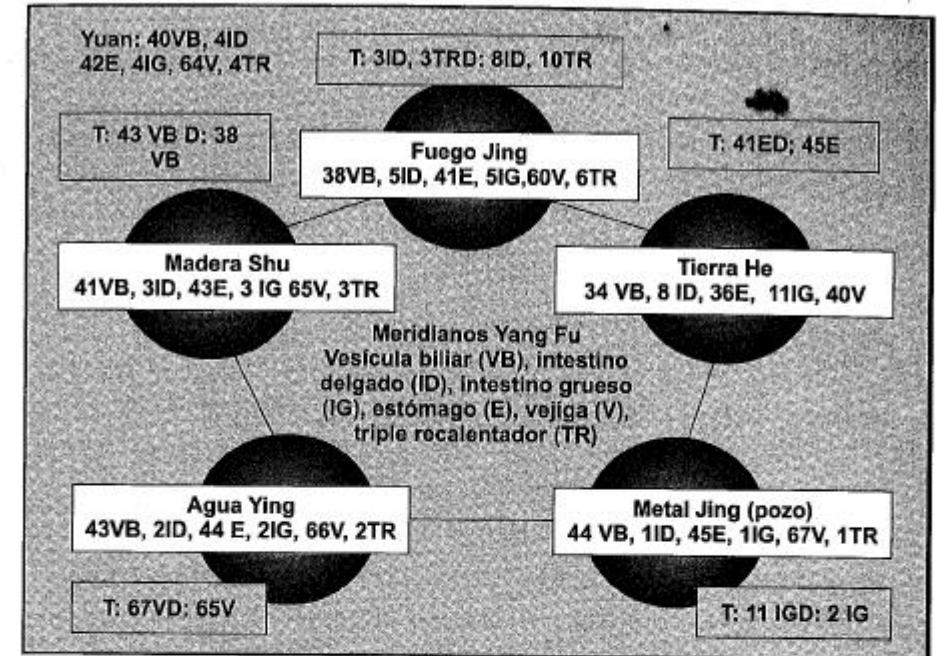 Yuan: 40VB, 4ID
42E, 4IG, 64V, 4TR
T: 3ID, 3TRD: 8ID, 10TR
T: 43 VB D: 38
VB
T: 41ED; 45E
Fuego Jing
38VB, 5ID, 41E, 5IG,60V, 6TR
Madera Shu
41VB, 3ID, 43E, 3 IG 65V, 3TR
Tierra He
34 VB, 8 ID, 36E, 11IG, 40V
Meridianos Yang Fu
Vesícula biliar (VB), intestino
delgado (ID), intestino grueso
(IG), estómago (E), vejiga (V),
triple recalentador (TR)
Agua Ying
43VB, 2ID, 44 E, 2IG, 66V, 2TR
Metal Jing (pozo)
44 VB, 1ID, 45E, 1IG, 67V, 1TR
T: 67VD: 65V
T: 11 IGD: 2 IG